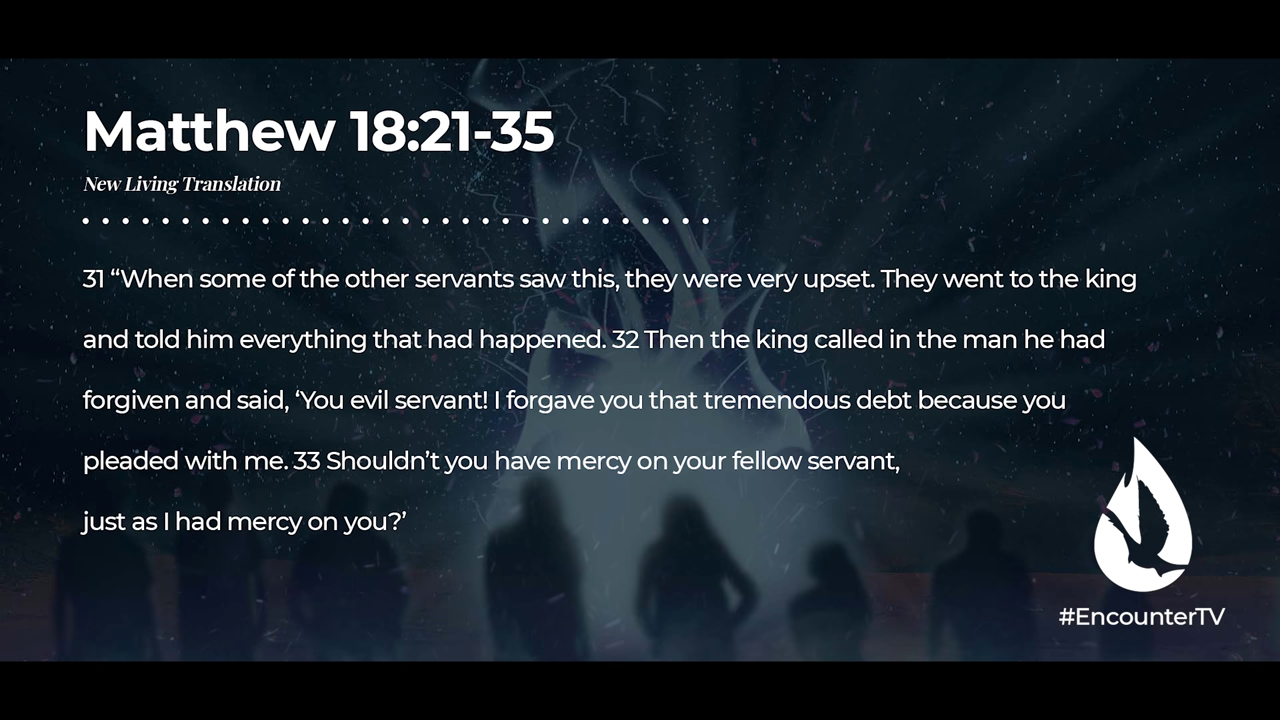 Matthew 18:21-35
New Living Translation
31 “When some of the other servants saw this, they were very upset. They went to the king
and told him everything that had happened. 32 Then the king called in the man he had
forgiven and said, ‘You evil servant! I forgave you that tremendous debt because you
pleaded with me. 33 Shouldn’t you have mercy on your fellow servant,
just as I had mercy on you?’
#EncounterTV